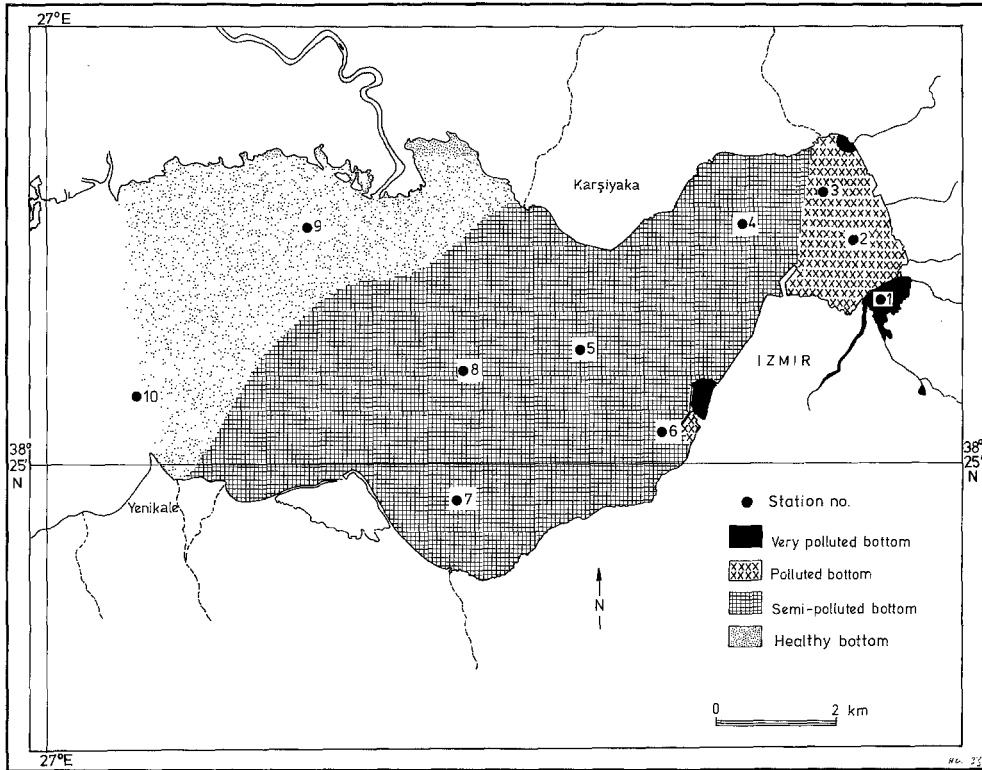 27°E
Karşiyaka
3
9
4
2
1
5
İZMİR
8
10
6
38°
25'
N
38°
25'
N
7
Yenikale
Station no.
Very polluted bottom
Polluted bottom
Semi-polluted bottom
Healthy bottom
N
0 2 km
27°E